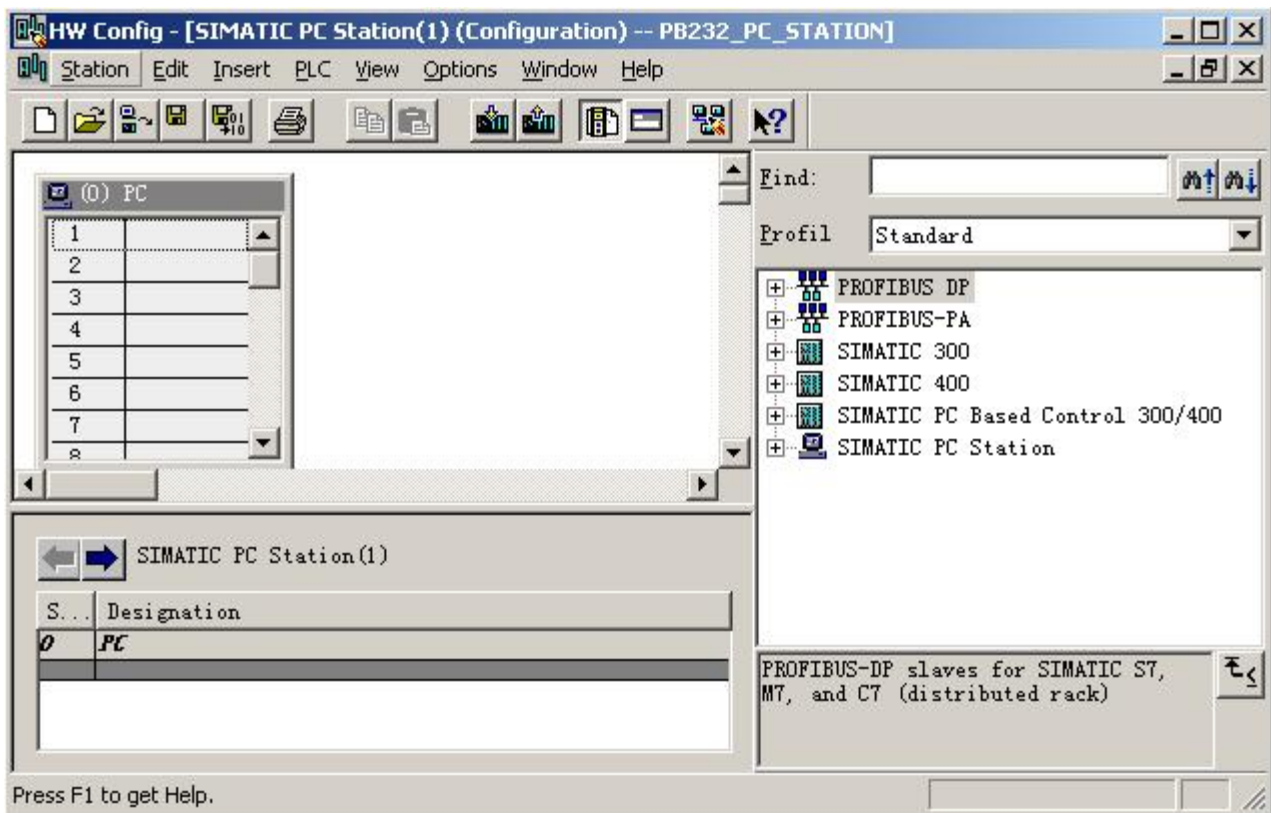 HW Config - [SIMATIC PC Station(1) (Configuration) -- PB232_PC_STATION]
Station Edit Insert PLC View Options Window Help
(0) PC
1
2
3
4
5
6
7
8
Find:
Profil Standard
PROFIBUS DP
PROFIBUS-PA
SIMATIC 300
SIMATIC 400
SIMATIC PC Based Control 300/400
SIMATIC PC Station
SIMATIC PC Station(1)
S... Designation
0 PC
PROFIBUS-DP slaves for SIMATIC S7,
M7, and C7 (distributed rack)
Press F1 to get Help.